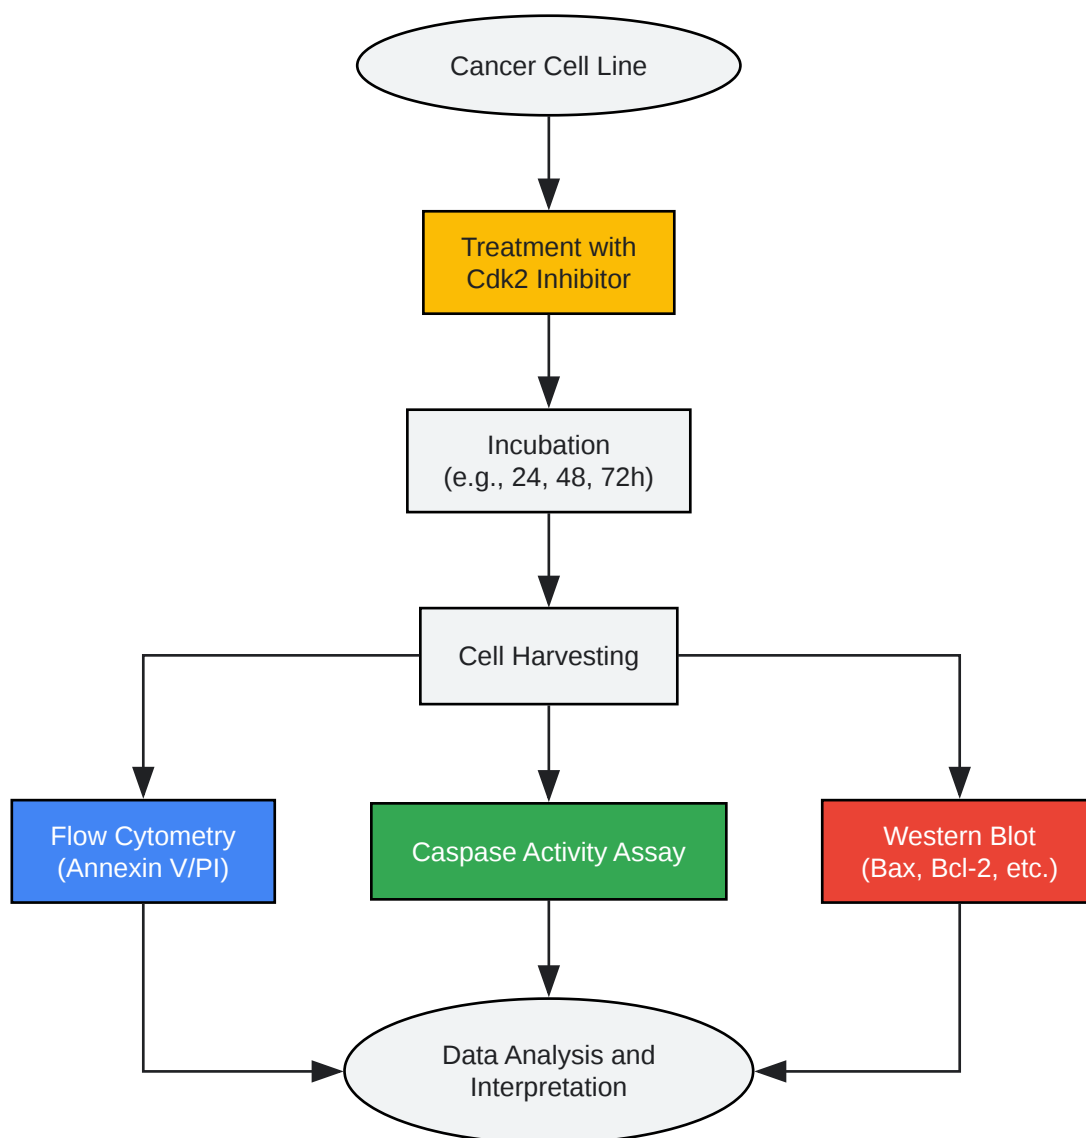 Cancer Cell Line
Treatment with
Cdk2 Inhibitor
Incubation
(e.g., 24, 48, 72h)
Cell Harvesting
Flow Cytometry
(Annexin V/PI)
Caspase Activity Assay
Western Blot
(Bax, Bcl-2, etc.)
Data Analysis and
Interpretation